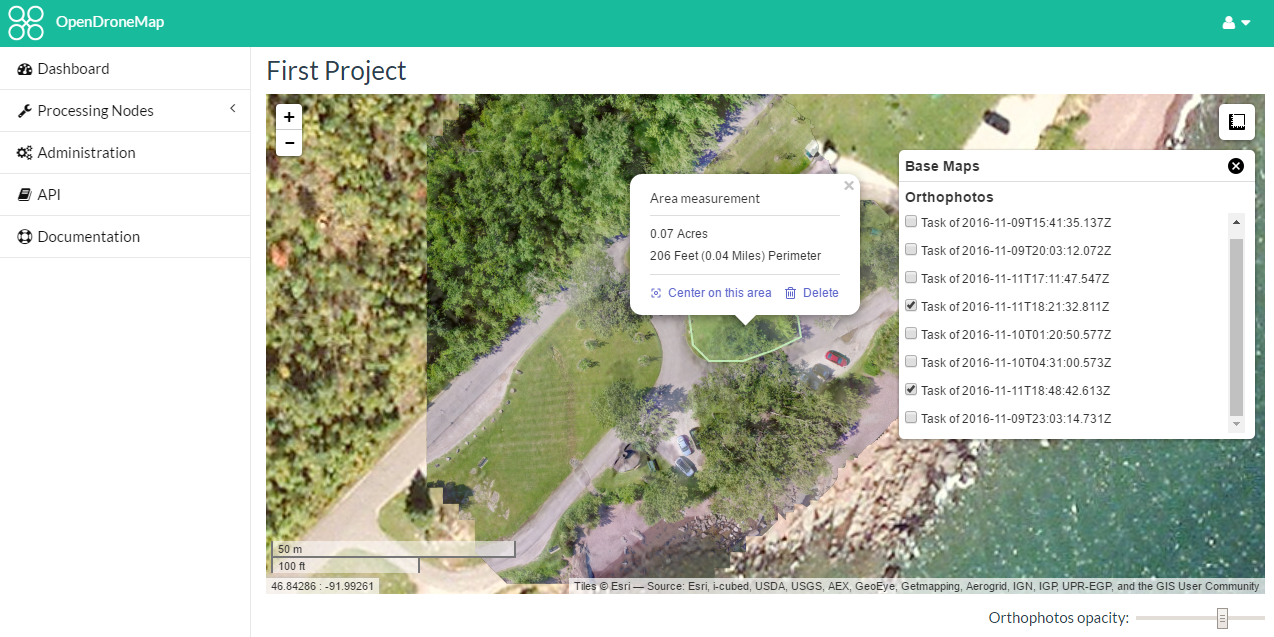 OpenDroneMap
Dashboard
Processing Nodes
Administration
API
Documentation
First Project
+
−
Area measurement
×
0.07 Acres
206 Feet (0.04 Miles) Perimeter
Center on this area Delete
Base Maps
Orthophotos
Task of 2016-11-09T15:41:35.137Z
Task of 2016-11-09T20:03:12.072Z
Task of 2016-11-11T17:11:47.547Z
Task of 2016-11-11T18:21:32.811Z
Task of 2016-11-10T01:20:50.577Z
Task of 2016-11-10T04:31:00.573Z
Task of 2016-11-11T18:48:42.613Z
Task of 2016-11-09T23:03:14.731Z
50 m
100 ft
46.84286 : -91.99261
Tiles © Esri — Source: Esri, i-cubed, USDA, USGS, AEX, GeoEye, Getmapping, Aerogrid, IGN, IGP, UPR-EGP, and the GIS User Community
Orthophotos opacity: